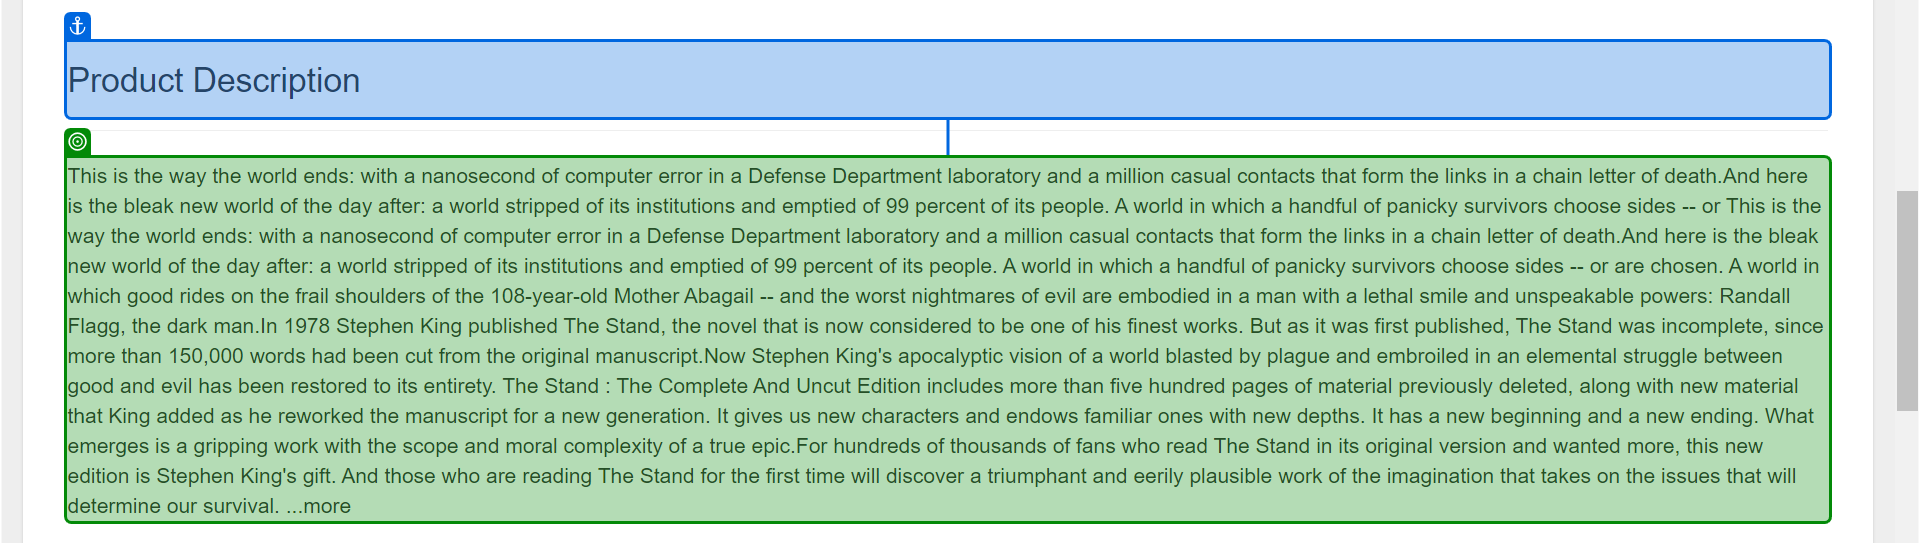 Product Description
This is the way the world ends: with a nanosecond of computer error in a Defense Department laboratory and a million casual contacts that form the links in a chain letter of death.And here
is the bleak new world of the day after: a world stripped of its institutions and emptied of 99 percent of its people. A world in which a handful of panicky survivors choose sides -- or This is the
way the world ends: with a nanosecond of computer error in a Defense Department laboratory and a million casual contacts that form the links in a chain letter of death.And here is the bleak
new world of the day after: a world stripped of its institutions and emptied of 99 percent of its people. A world in which a handful of panicky survivors choose sides -- or are chosen. A world in
which good rides on the frail shoulders of the 108-year-old Mother Abagail -- and the worst nightmares of evil are embodied in a man with a lethal smile and unspeakable powers: Randall
Flagg, the dark man.In 1978 Stephen King published The Stand, the novel that is now considered to be one of his finest works. But as it was first published, The Stand was incomplete, since
more than 150,000 words had been cut from the original manuscript.Now Stephen King's apocalyptic vision of a world blasted by plague and embroiled in an elemental struggle between
good and evil has been restored to its entirety. The Stand : The Complete And Uncut Edition includes more than five hundred pages of material previously deleted, along with new material
that King added as he reworked the manuscript for a new generation. It gives us new characters and endows familiar ones with new depths. It has a new beginning and a new ending. What
emerges is a gripping work with the scope and moral complexity of a true epic.For hundreds of thousands of fans who read The Stand in its original version and wanted more, this new
edition is Stephen King's gift. And those who are reading The Stand for the first time will discover a triumphant and eerily plausible work of the imagination that takes on the issues that will
determine our survival. ...more